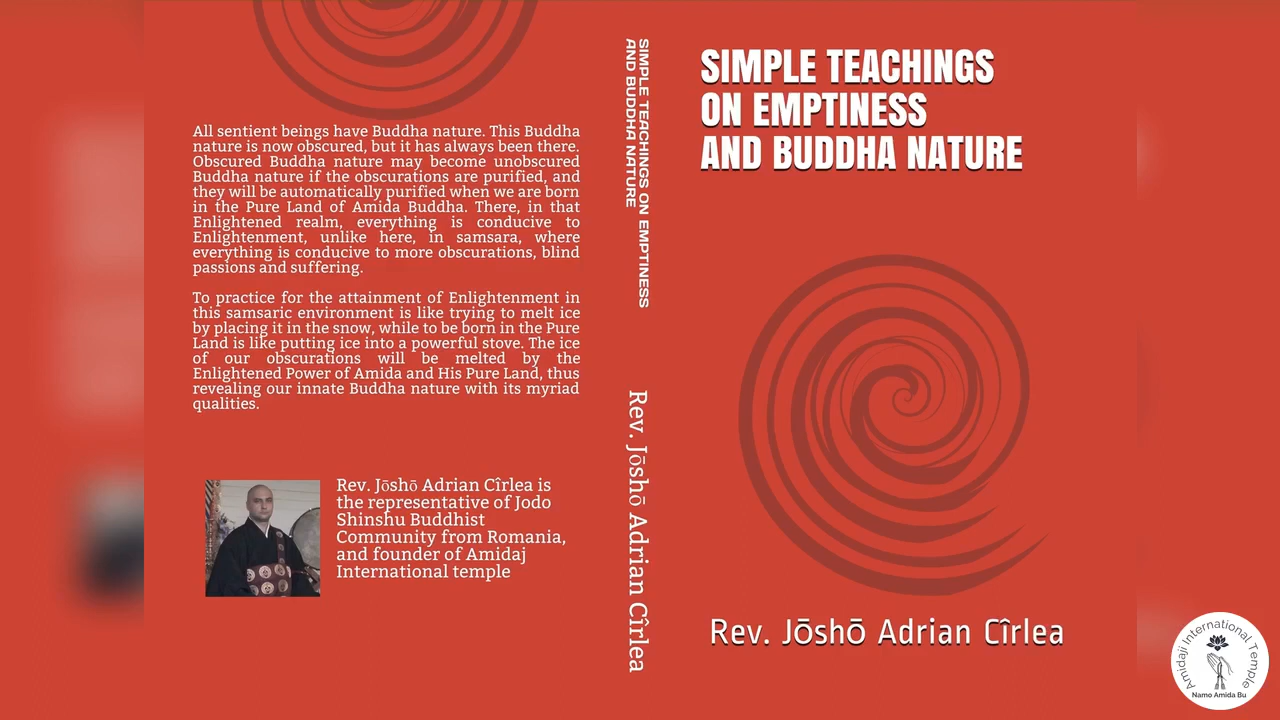 All sentient beings have Buddha nature. This Buddha
nature is now obscured, but it has always been there.
Obscured Buddha nature may become unobscured
Buddha nature if the obscurations are purified, and
they will be automatically purified when we are born
in the Pure Land of Amida Buddha. There, in that
Enlightened realm, everything is conducive to
Enlightenment, unlike here, in samsara, where
everything is conducive to more obscurations, blind
passions and suffering.
To practice for the attainment of Enlightenment in
this samsaric environment is like trying to melt ice
by placing it in the snow, while to be born in the Pure
Land is like putting ice into a powerful stove. The ice
of our obscurations will be melted by the
Enlightened Power of Amida and His Pure Land, thus
revealing our innate Buddha nature with its myriad
qualities.
Rev. Jōshō Adrian Cîrlea is
the representative of Jodo
Shinshu Buddhist
Community from Romania,
and founder of Amidaj
International temple
SIMPLE TEACHINGS ON EMPTINESS
AND BUDDHA NATURE
Rev. Jōshō Adrian Cîrlea
SIMPLE TEACHINGS
ON EMPTINESS
AND BUDDHA NATURE
Rev. Jōshō Adrian Cîrlea
Amidaji International Temple
Namo Amida Bu